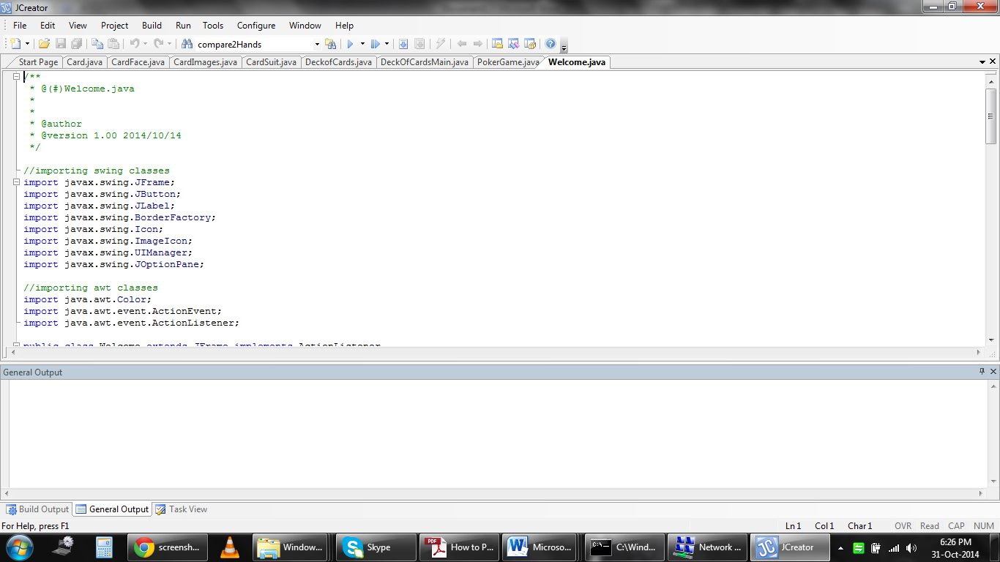 JCreator
File Edit View Project Build Run Tools Configure Window Help
compare2Hands
Start Page Card.java CardFace.java CardImages.java CardSuit.java DeckofCards.java DeckOfCardsMain.java PokerGame.java Welcome.java
/**
* @(#)Welcome.java
*
*
* @author
* @version 1.00 2014/10/14
*/
//importing swing classes
import javax.swing.JFrame;
import javax.swing.JButton;
import javax.swing.JLabel;
import javax.swing.BorderFactory;
import javax.swing.Icon;
import javax.swing.ImageIcon;
import javax.swing.UIManager;
import javax.swing.JOptionPane;
//importing awt classes
import java.awt.Color;
import java.awt.event.ActionEvent;
import java.awt.event.ActionListener;
public class Welcome extends JFrame implements ActionListener
General Output
Build Output General Output Task View
For Help, press F1 Ln 1 Col 1 Char 1 OVR Read CAP NUM
screensh... Window... Skype How to P... Microso... C:\Wind... Network ... JCreator 6:26 PM
31-Oct-2014